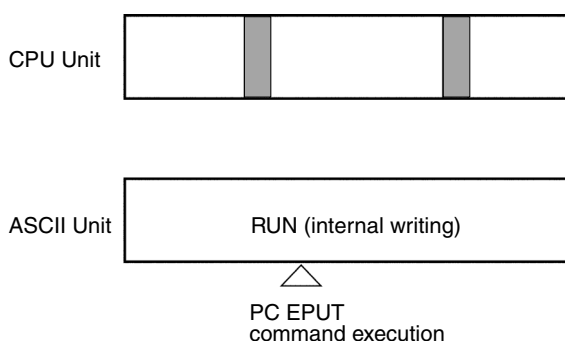 CPU Unit
ASCII Unit
RUN (internal writing)
PC EPUT
command execution